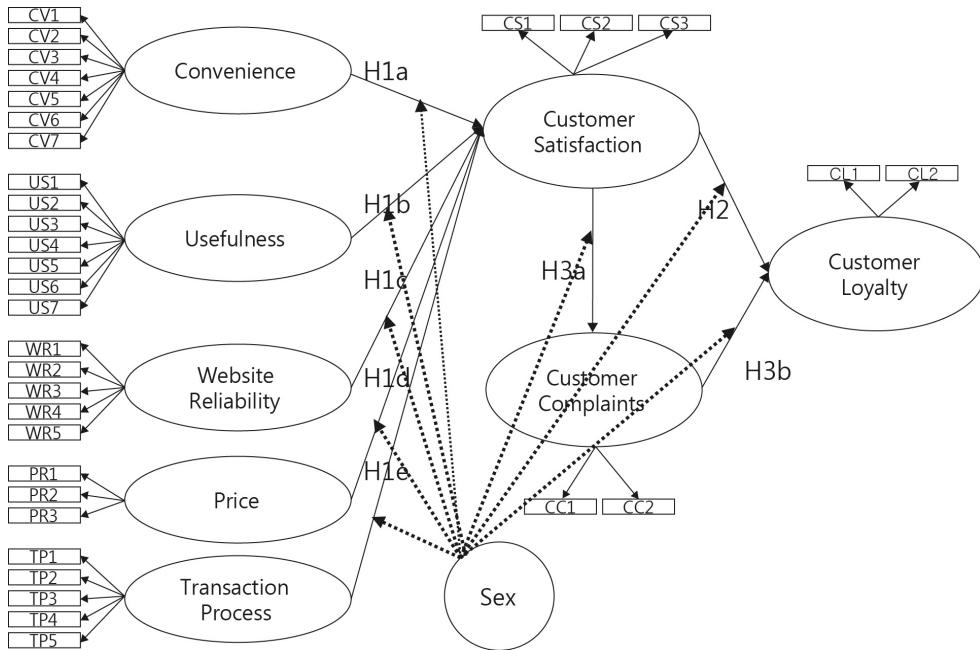 CV1
CV2
CV3
CV4
CV5
CV6
CV7
Convenience
H1a
CS1
CS2
CS3
Customer
Satisfaction
US1
US2
US3
US4
US5
US6
US7
Usefulness
H1b
H2
CL1
CL2
Customer
Loyalty
H1c
H3a
WR1
WR2
WR3
WR4
WR5
Website
Reliability
H1d
Customer
Complaints
H3b
PR1
PR2
PR3
Price
H1e
CC1
CC2
TP1
TP2
TP3
TP4
TP5
Transaction
Process
Sex